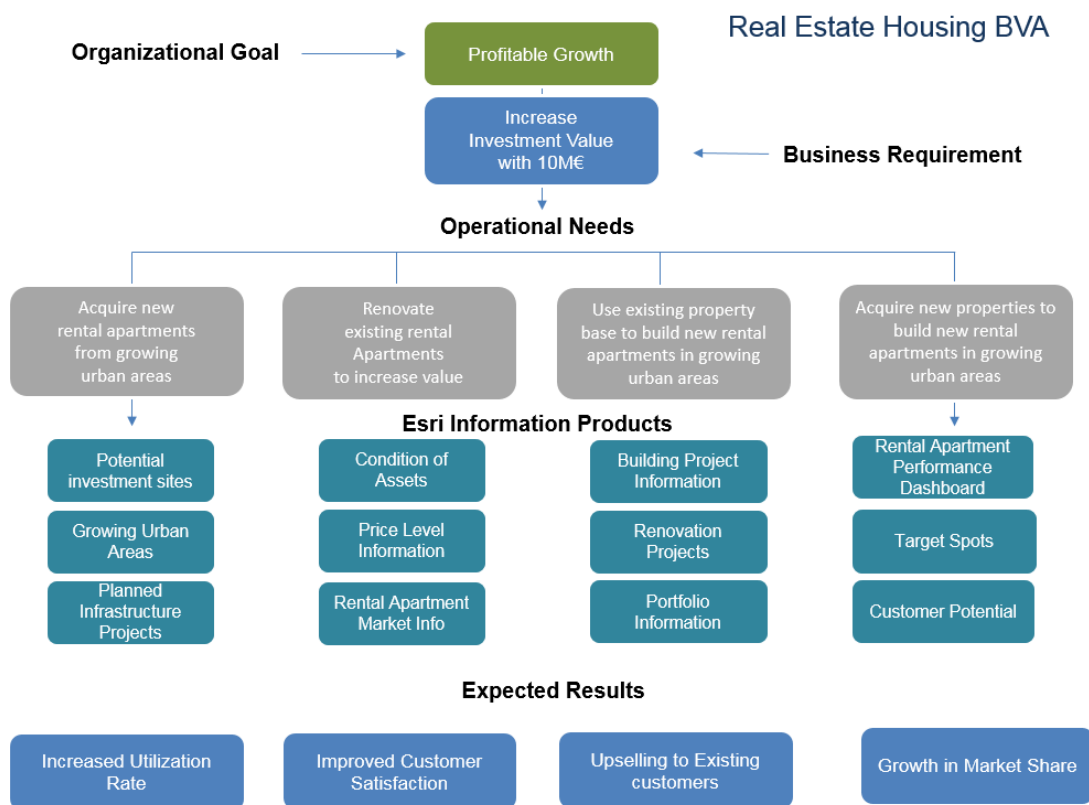 Real Estate Housing BVA
Organizational Goal
Profitable Growth
Increase
Investment Value
with 10M€
Business Requirement
Operational Needs
Acquire new
rental apartments
from growing
urban areas
Renovate
existing rental
Apartments
to increase value
Use existing property
base to build new rental
apartments in growing
urban areas
Acquire new properties to
build new rental
apartments in growing
urban areas
Esri Information Products
Potential
investment sites
Growing Urban
Areas
Planned
Infrastructure
Projects
Condition of
Assets
Price Level
Information
Rental Apartment
Market Info
Building Project
Information
Renovation
Projects
Portfolio
Information
Rental Apartment
Performance
Dashboard
Target Spots
Customer Potential
Expected Results
Increased Utilization
Rate
Improved Customer
Satisfaction
Upselling to Existing
customers
Growth in Market Share